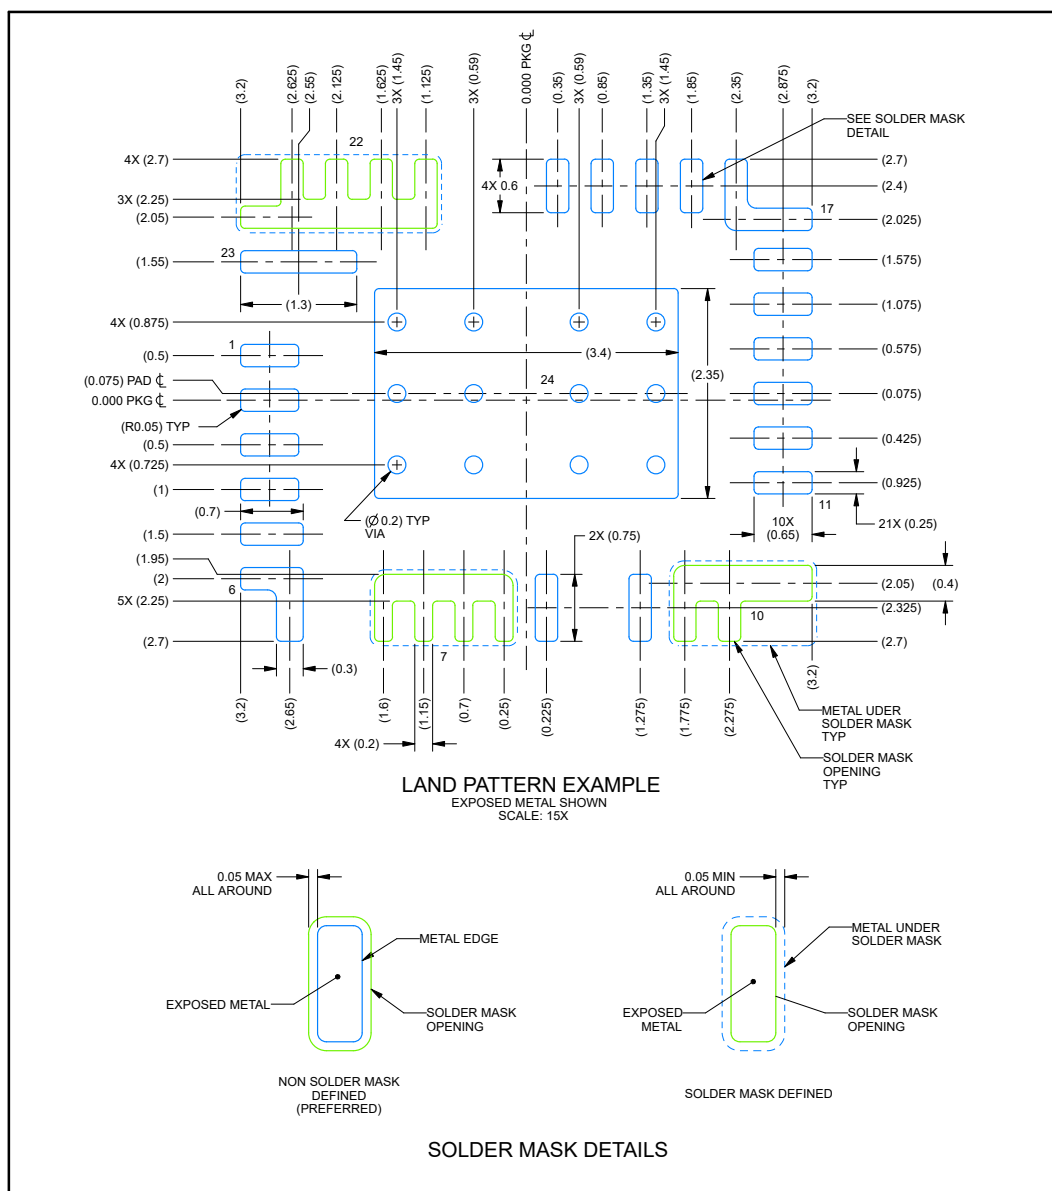 (3.2)
(2.625)
(2.55)
(2.125)
(1.625)
3X (1.45)
(1.125)
3X (0.59)
0.000 PKG ℄
(0.35)
3X (0.59)
(0.85)
(1.35)
3X (1.45)
(1.85)
(2.35)
(2.875)
(3.2)
SEE SOLDER MASK
DETAIL
22
4X (2.7)
4X 0.6
(2.7)
(2.4)
3X (2.25)
(2.05)
17
(2.025)
23
(1.55)
(1.575)
(1.3)
(1.075)
4X (0.875)
1
(0.5)
(3.4)
(2.35)
(0.575)
(0.075) PAD ℄
24
0.000 PKG ℄
(0.075)
(R0.05) TYP
(0.5)
(0.425)
4X (0.725)
(1)
(0.925)
(0.7)
11
(Ø 0.2) TYP
VIA
10X
(0.65)
21X (0.25)
(1.5)
2X (0.75)
(1.95)
(2)
6
(2.05)
(0.4)
5X (2.25)
10
(2.325)
(2.7)
7
(2.7)
(0.3)
(3.2)
(3.2)
(2.65)
(1.6)
(1.15)
(0.7)
(0.25)
(0.225)
(1.275)
(1.775)
(2.275)
METAL UDER
SOLDER MASK
TYP
4X (0.2)
SOLDER MASK
OPENING
TYP
LAND PATTERN EXAMPLE
EXPOSED METAL SHOWN
SCALE: 15X
0.05 MAX
ALL AROUND
0.05 MIN
ALL AROUND
METAL EDGE
METAL UNDER
SOLDER MASK
EXPOSED METAL
SOLDER MASK
OPENING
EXPOSED
METAL
SOLDER MASK
OPENING
NON SOLDER MASK
DEFINED
(PREFERRED)
SOLDER MASK DEFINED
SOLDER MASK DETAILS